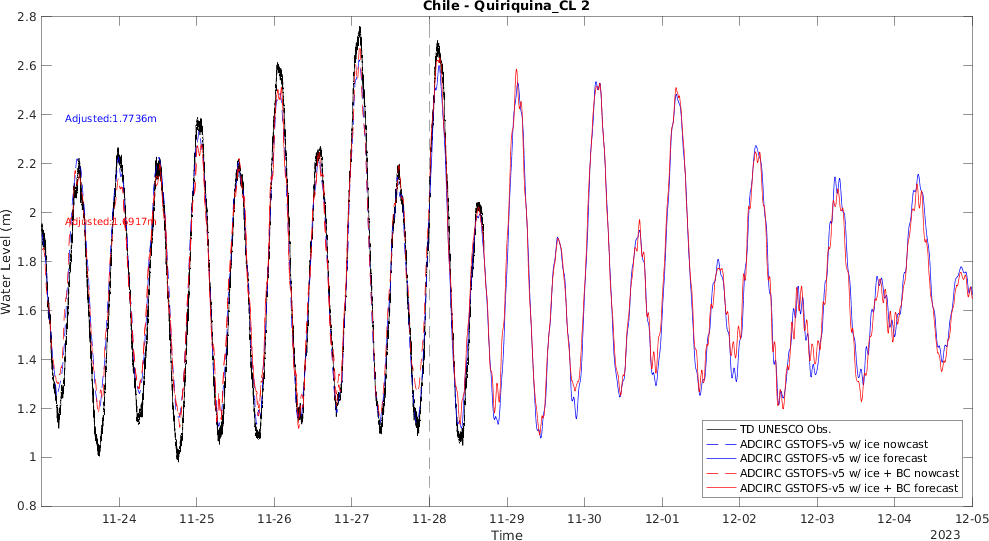 Chile - Quiriquina_CL 2
2.8
2.6
2.4
2.2
2
1.8
1.6
1.4
1.2
1
0.8
Water Level (m)
Adjusted:1.7736m
Adjusted:1.6917m
TD UNESCO Obs.
ADCIRC GSTOFS-v5 w/ ice nowcast
ADCIRC GSTOFS-v5 w/ ice forecast
ADCIRC GSTOFS-v5 w/ ice + BC nowcast
ADCIRC GSTOFS-v5 w/ ice + BC forecast
11-24 11-25 11-26 11-27 11-28 11-29 11-30 12-01 12-02 12-03 12-04 12-05
Time
2023